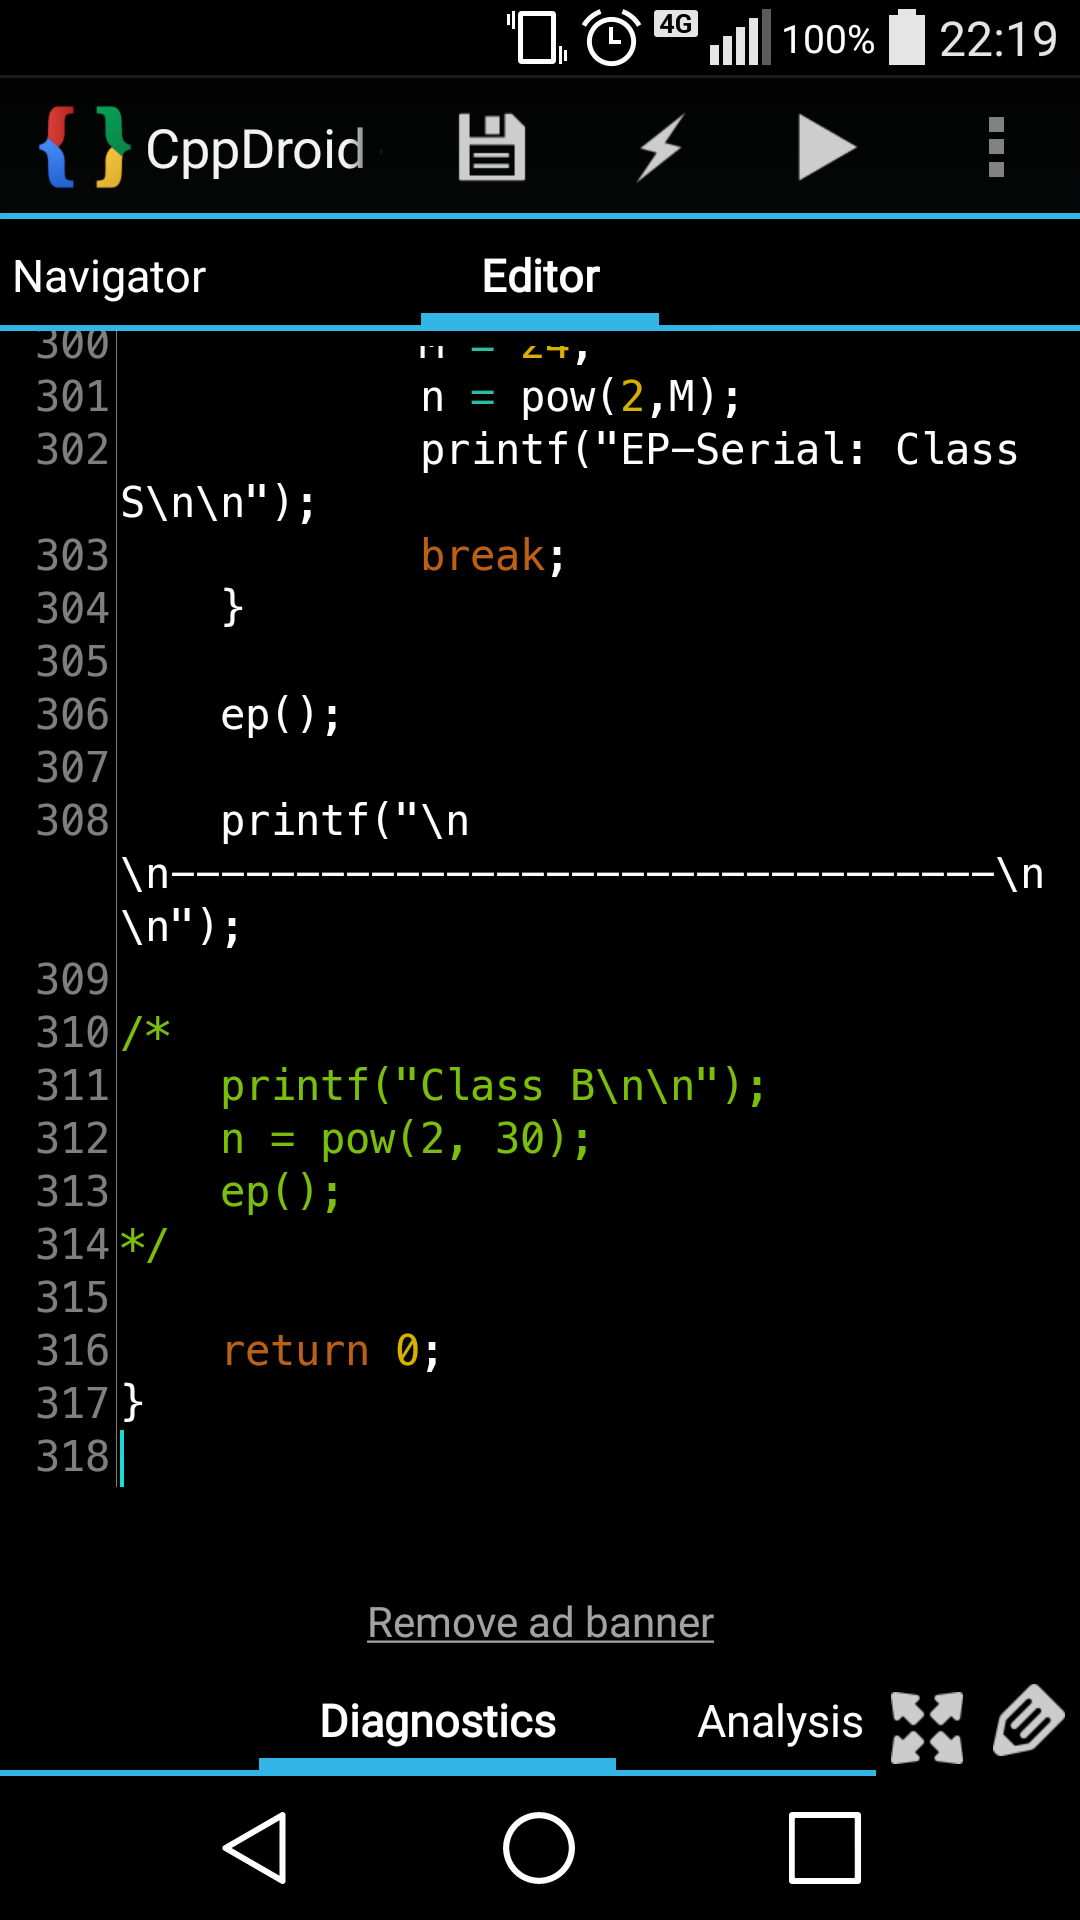 4G 100% 22:19
CppDroid
Navigator Editor
300 M = 24;
301 n = pow(2,M);
302 printf("EP-Serial: Class
S\n\n");
303 break;
304 }
305
306 ep();
307
308 printf("\n
\n---------------------------------\n
\n");
309
310 /*
311 printf("Class B\n\n");
312 n = pow(2, 30);
313 ep();
314 */
315
316 return 0;
317 }
318
Remove ad banner
Diagnostics Analysis